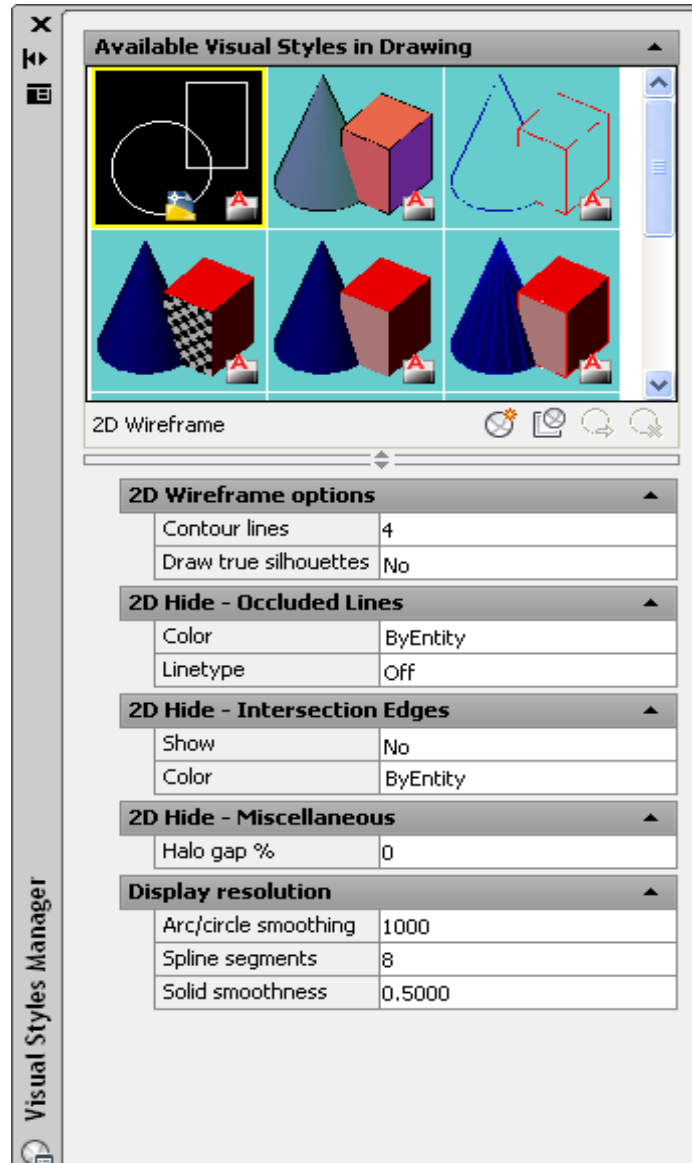 Available Visual Styles in Drawing
2D Wireframe
2D Wireframe options
Contour lines 4
Draw true silhouettes No
2D Hide - Occluded Lines
Color ByEntity
Linetype Off
2D Hide - Intersection Edges
Show No
Color ByEntity
2D Hide - Miscellaneous
Halo gap % 0
Display resolution
Arc/circle smoothing 1000
Spline segments 8
Solid smoothness 0.5000
Visual Styles Manager